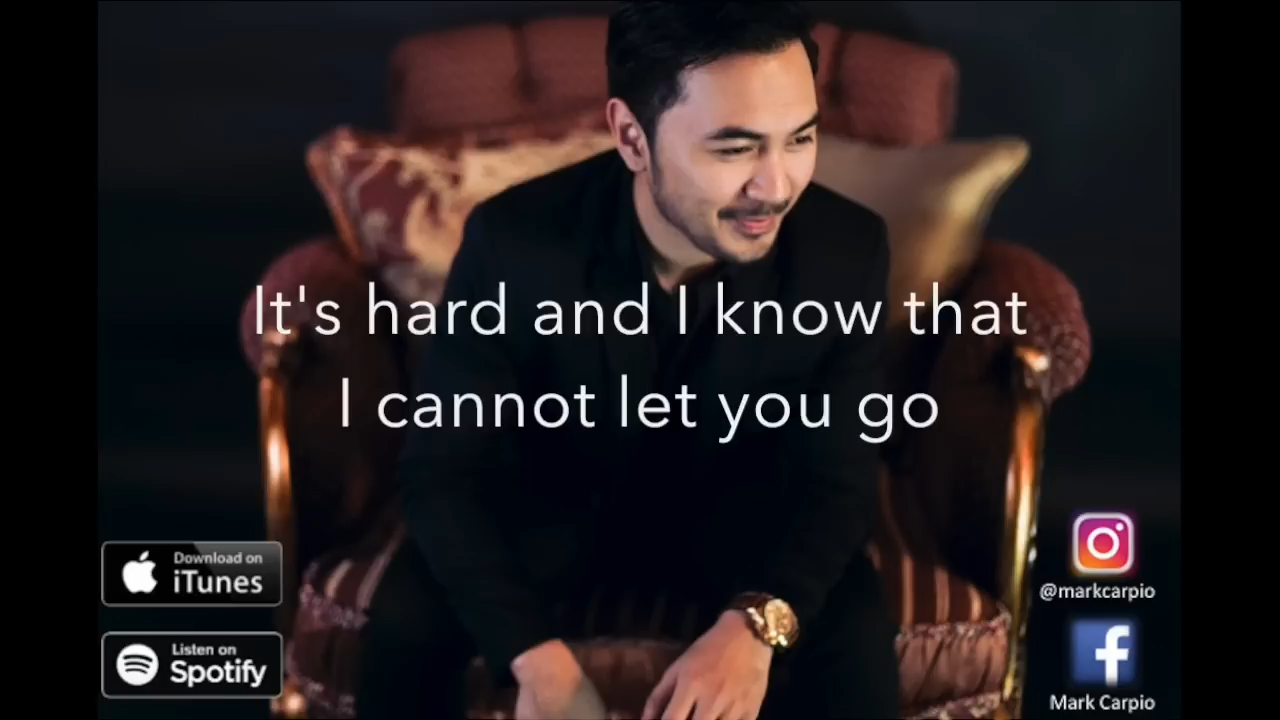 It's hard and I know that
I cannot let you go
Download on
iTunes
Listen on
Spotify
@markcarpio
Mark Carpio